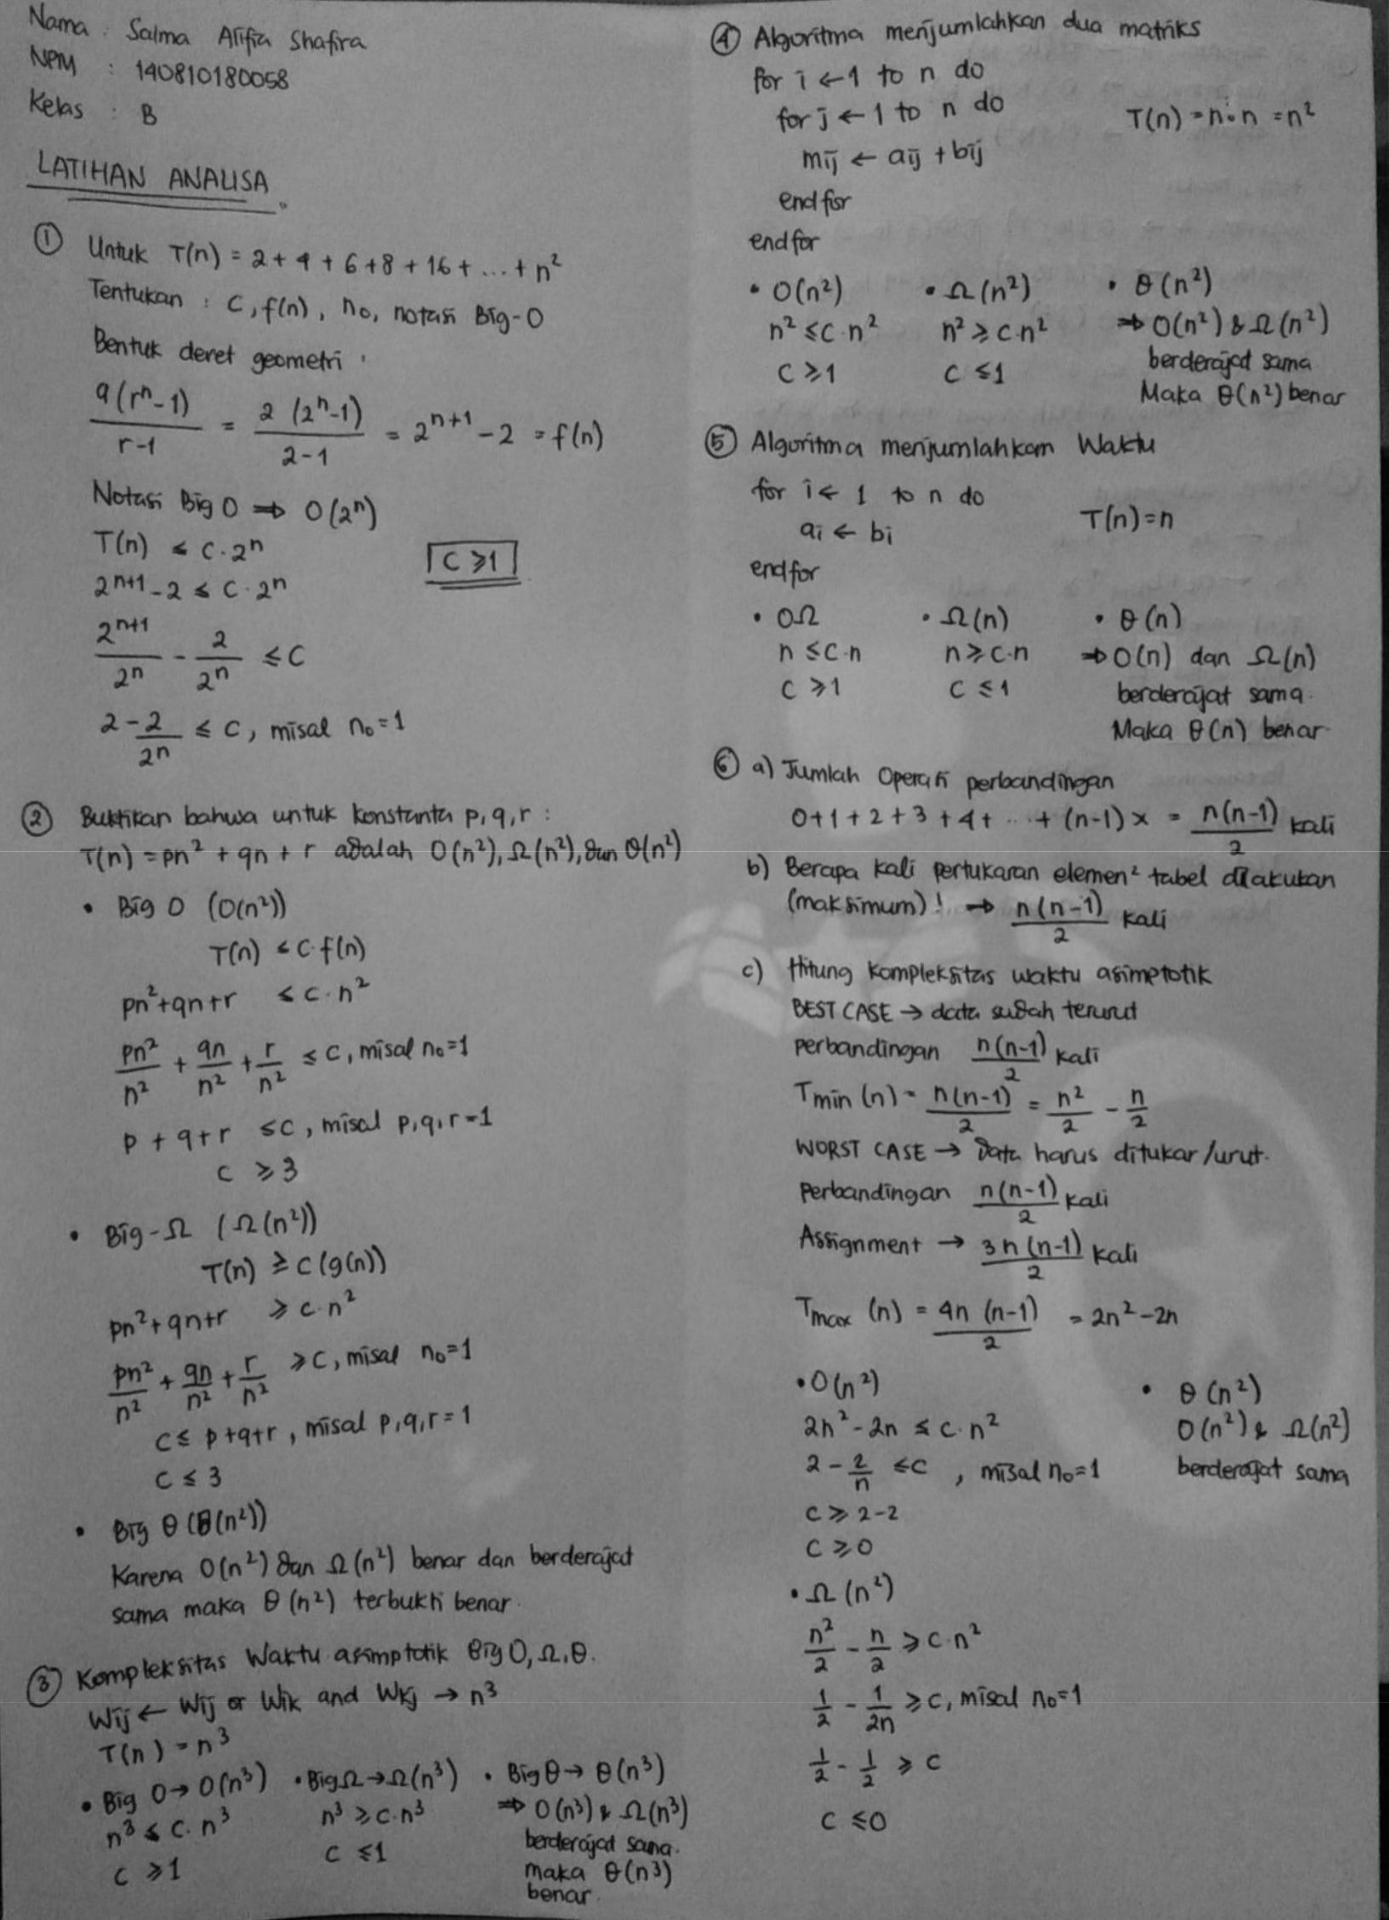 Nama : Salma Alifia Shafira
NPM : 140810180058
Kelas : B
LATIHAN ANALISA
① Untuk T(n) = 2 + 4 + 6 + 8 + 16 + ... + n²
Tentukan : C, f(n), n₀, notasi Big-O
Bentuk deret geometri :
a(rⁿ-1)/(r-1) = 2(2ⁿ-1)/(2-1) = 2ⁿ⁺¹ - 2 = f(n)
Notasi Big O ⇒ O(2ⁿ)
T(n) ≤ C·2ⁿ
2ⁿ⁺¹ - 2 ≤ C·2ⁿ
C ≥ 1
2ⁿ⁺¹/2ⁿ - 2/2ⁿ ≤ C
2 - 2/2ⁿ ≤ C, misal n₀ = 1
② Buktikan bahwa untuk konstanta p, q, r :
T(n) = pn² + qn + r adalah O(n²), Ω(n²), dan Θ(n²)
• Big O (O(n²))
T(n) ≤ C·f(n)
pn² + qn + r ≤ C·n²
pn²/n² + qn/n² + r/n² ≤ C, misal n₀ = 1
p + q + r ≤ C, misal p, q, r = 1
C ≥ 3
• Big-Ω (Ω(n²))
T(n) ≥ C(g(n))
pn² + qn + r ≥ C·n²
pn²/n² + qn/n² + r/n² ≥ C, misal n₀ = 1
C ≤ p + q + r, misal p, q, r = 1
C ≤ 3
• Big Θ (Θ(n²))
Karena O(n²) dan Ω(n²) benar dan berderajat
sama maka Θ(n²) terbukti benar.
③ Kompleksitas Waktu asimptotik Big O, Ω, Θ.
Wij ← Wij or Wik and Wkj → n³
T(n) = n³
• Big O → O(n³)
n³ ≤ C·n³
C ≥ 1
• Big Ω → Ω(n³)
n³ ≥ C·n³
C ≤ 1
• Big Θ → Θ(n³)
⇒ O(n³) & Ω(n³)
berderajat sama.
maka Θ(n³)
benar.
④ Algoritma menjumlahkan dua matriks
for i ← 1 to n do
for j ← 1 to n do
T(n) = n·n = n²
mij ← aij + bij
endfor
endfor
• O(n²)
n² ≤ C·n²
C ≥ 1
• Ω(n²)
n² ≥ C·n²
C ≤ 1
• Θ(n²)
⇒ O(n²) & Ω(n²)
berderajat sama
Maka Θ(n²) benar
⑤ Algoritma menjumlahkam Waktu
for i ← 1 to n do
T(n) = n
ai ← bi
endfor
• OΩ
n ≤ C·n
C ≥ 1
• Ω(n)
n ≥ C·n
C ≤ 1
• Θ(n)
⇒ O(n) dan Ω(n)
berderajat sama.
Maka Θ(n) benar
⑥ a) Jumlah Operasi perbandingan
0 + 1 + 2 + 3 + 4 + ... + (n-1) x = n(n-1)/2 kali
b) Berapa kali pertukaran elemen² tabel dilakukan
(maksimum)! → n(n-1)/2 kali
c) Hitung Kompleksitas waktu asimptotik
BEST CASE → data sudah terurut
perbandingan n(n-1)/2 kali
Tmin (n) = n(n-1)/2 = n²/2 - n/2
WORST CASE → Data harus ditukar/urut.
Perbandingan n(n-1)/2 kali
Assignment → 3n(n-1)/2 kali
Tmax (n) = 4n(n-1)/2 = 2n² - 2n
• O(n²)
2n² - 2n ≤ C·n²
2 - 2/n ≤ C, misal n₀ = 1
C ≥ 2-2
C ≥ 0
• Θ(n²)
O(n²) & Ω(n²)
berderajat sama
• Ω(n²)
n²/2 - n/2 ≥ C·n²
1/2 - 1/2n ≥ C, misal n₀ = 1
1/2 - 1/2 ≥ C
C ≤ 0